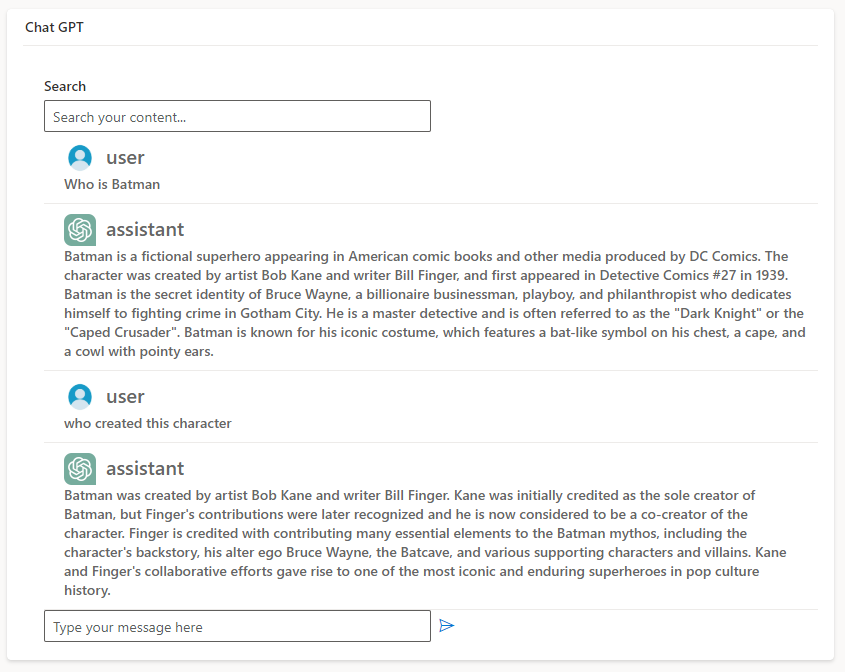 Chat GPT
Search
Search your content...
user
Who is Batman
assistant
Batman is a fictional superhero appearing in American comic books and other media produced by DC Comics. The
character was created by artist Bob Kane and writer Bill Finger, and first appeared in Detective Comics #27 in 1939.
Batman is the secret identity of Bruce Wayne, a billionaire businessman, playboy, and philanthropist who dedicates
himself to fighting crime in Gotham City. He is a master detective and is often referred to as the "Dark Knight" or the
"Caped Crusader". Batman is known for his iconic costume, which features a bat-like symbol on his chest, a cape, and
a cowl with pointy ears.
user
who created this character
assistant
Batman was created by artist Bob Kane and writer Bill Finger. Kane was initially credited as the sole creator of
Batman, but Finger's contributions were later recognized and he is now considered to be a co-creator of the
character. Finger is credited with contributing many essential elements to the Batman mythos, including the
character's backstory, his alter ego Bruce Wayne, the Batcave, and various supporting characters and villains. Kane
and Finger's collaborative efforts gave rise to one of the most iconic and enduring superheroes in pop culture
history.
Type your message here